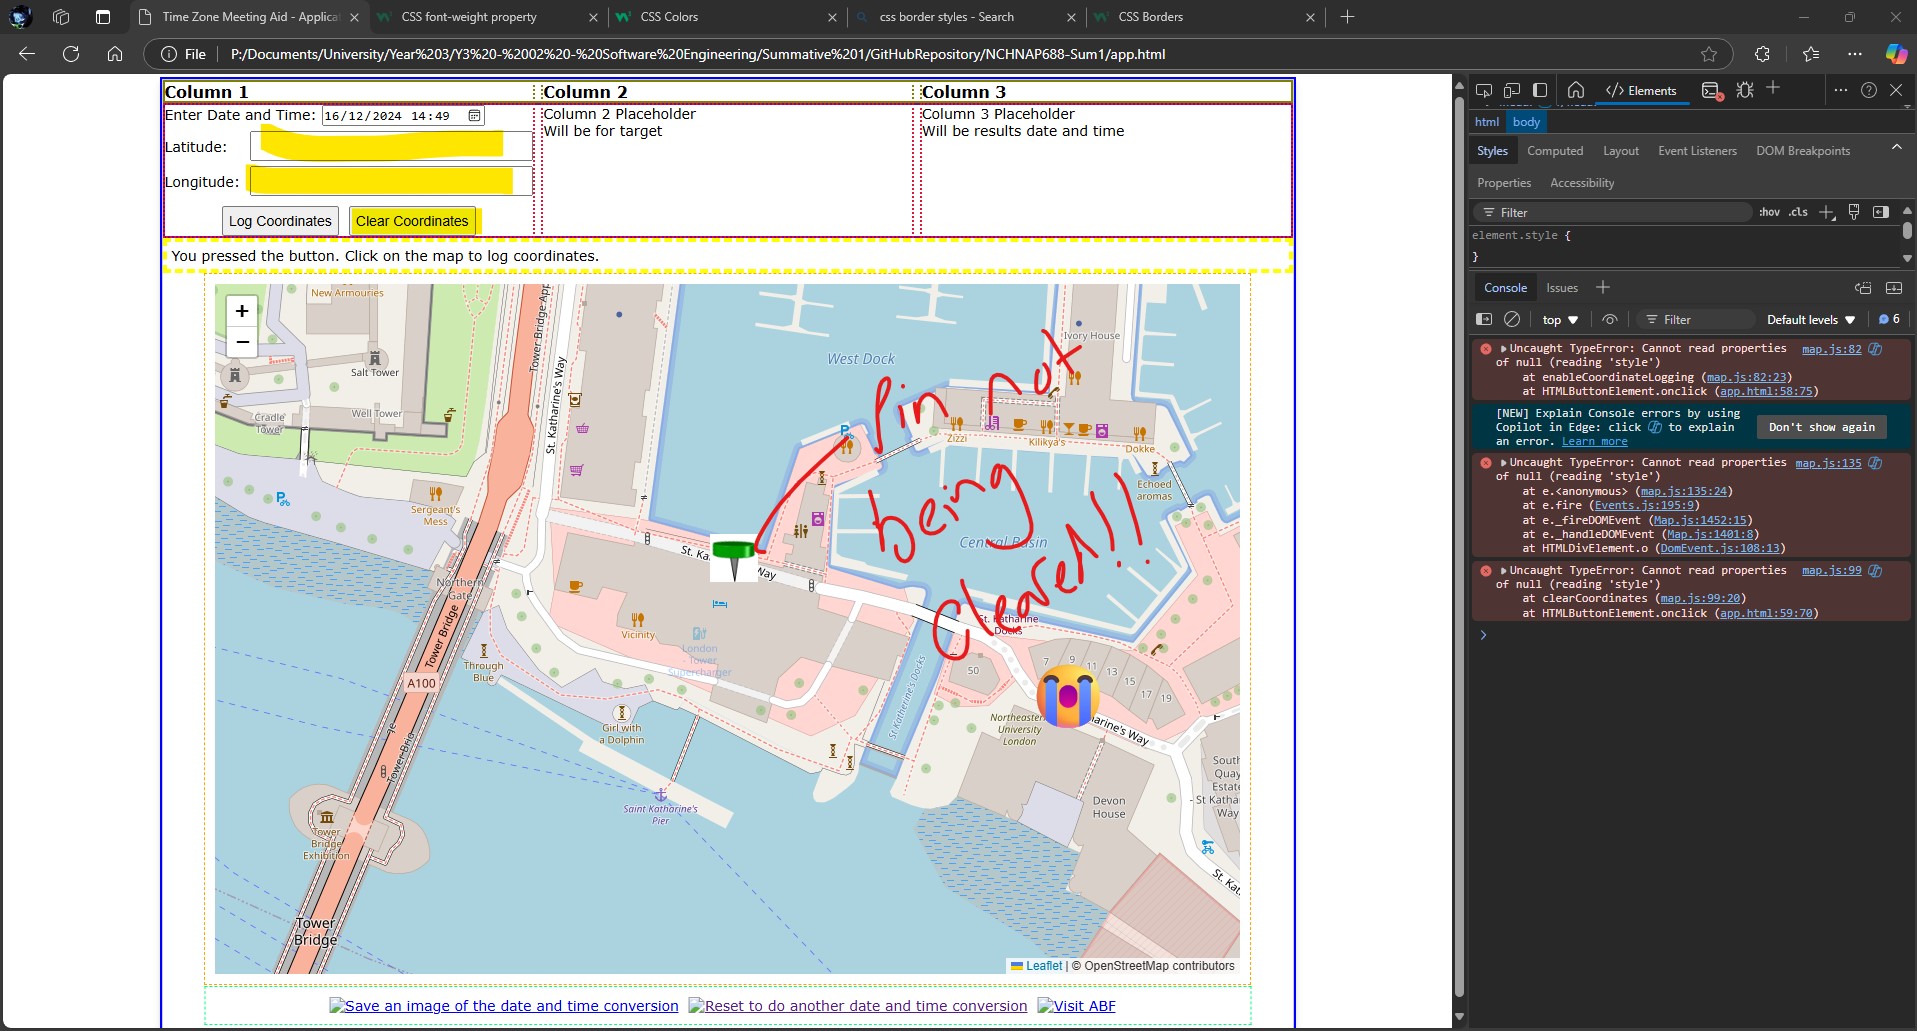 Time Zone Meeting Aid - Applicat
CSS font-weight property
CSS Colors
css border styles - Search
CSS Borders
File
P:/Documents/University/Year%203/Y3%20-%2002%20-%20Software%20Engineering/Summative%201/GitHubRepository/NCHNAP688-Sum1/app.html
Column 1
Column 2
Column 3
Enter Date and Time: 16/12/2024 14:49
Latitude:
Longitude:
Log Coordinates
Clear Coordinates
Column 2 Placeholder
Will be for target
Column 3 Placeholder
Will be results date and time
You pressed the button. Click on the map to log coordinates.
+
−
New Armouries
Salt Tower
Cradle
Tower
Well Tower
Tower Bridge App
St. Katharine's Way
West Dock
Ivory House
Pin not
being
cleared!!!
Zizzi
Kilikya's
Dokke
Echoed
aromas
Sergeant's
Mess
Central Basin
St. Ka
Way
Northern
Gate
Tower Bridge
A100
Vicinity
London
Tower
Supercharger
Through
Blue
St. Katharine
Docks
St Katharine's Docks
50
7
9
11
13
15
17
19
Northeastern
University
London
arine's Way
Girl with
a Dolphin
Saint Katharine's
Pier
Tower
Bridge
Exhibition
Tower
Bridge
Devon
House
South
Quay
Estate
- St Katha
Way
St. Kat
Leaflet | © OpenStreetMap contributors
Save an image of the date and time conversion
Reset to do another date and time conversion
Visit ABF
Elements
html
body
Styles
Computed
Layout
Event Listeners
DOM Breakpoints
Properties
Accessibility
Filter
:hov .cls
element.style {
}
Console
Issues
top
Filter
Default levels
6
Uncaught TypeError: Cannot read properties map.js:82
of null (reading 'style')
at enableCoordinateLogging (map.js:82:23)
at HTMLButtonElement.onclick (app.html:58:75)
[NEW] Explain Console errors by using
Copilot in Edge: click to explain
an error. Learn more
Don't show again
Uncaught TypeError: Cannot read properties map.js:135
of null (reading 'style')
at e.<anonymous> (map.js:135:24)
at e.fire (Events.js:195:9)
at e._fireDOMEvent (Map.js:1452:15)
at e._handleDOMEvent (Map.js:1401:8)
at HTMLDivElement.o (DomEvent.js:108:13)
Uncaught TypeError: Cannot read properties map.js:99
of null (reading 'style')
at clearCoordinates (map.js:99:20)
at HTMLButtonElement.onclick (app.html:59:70)